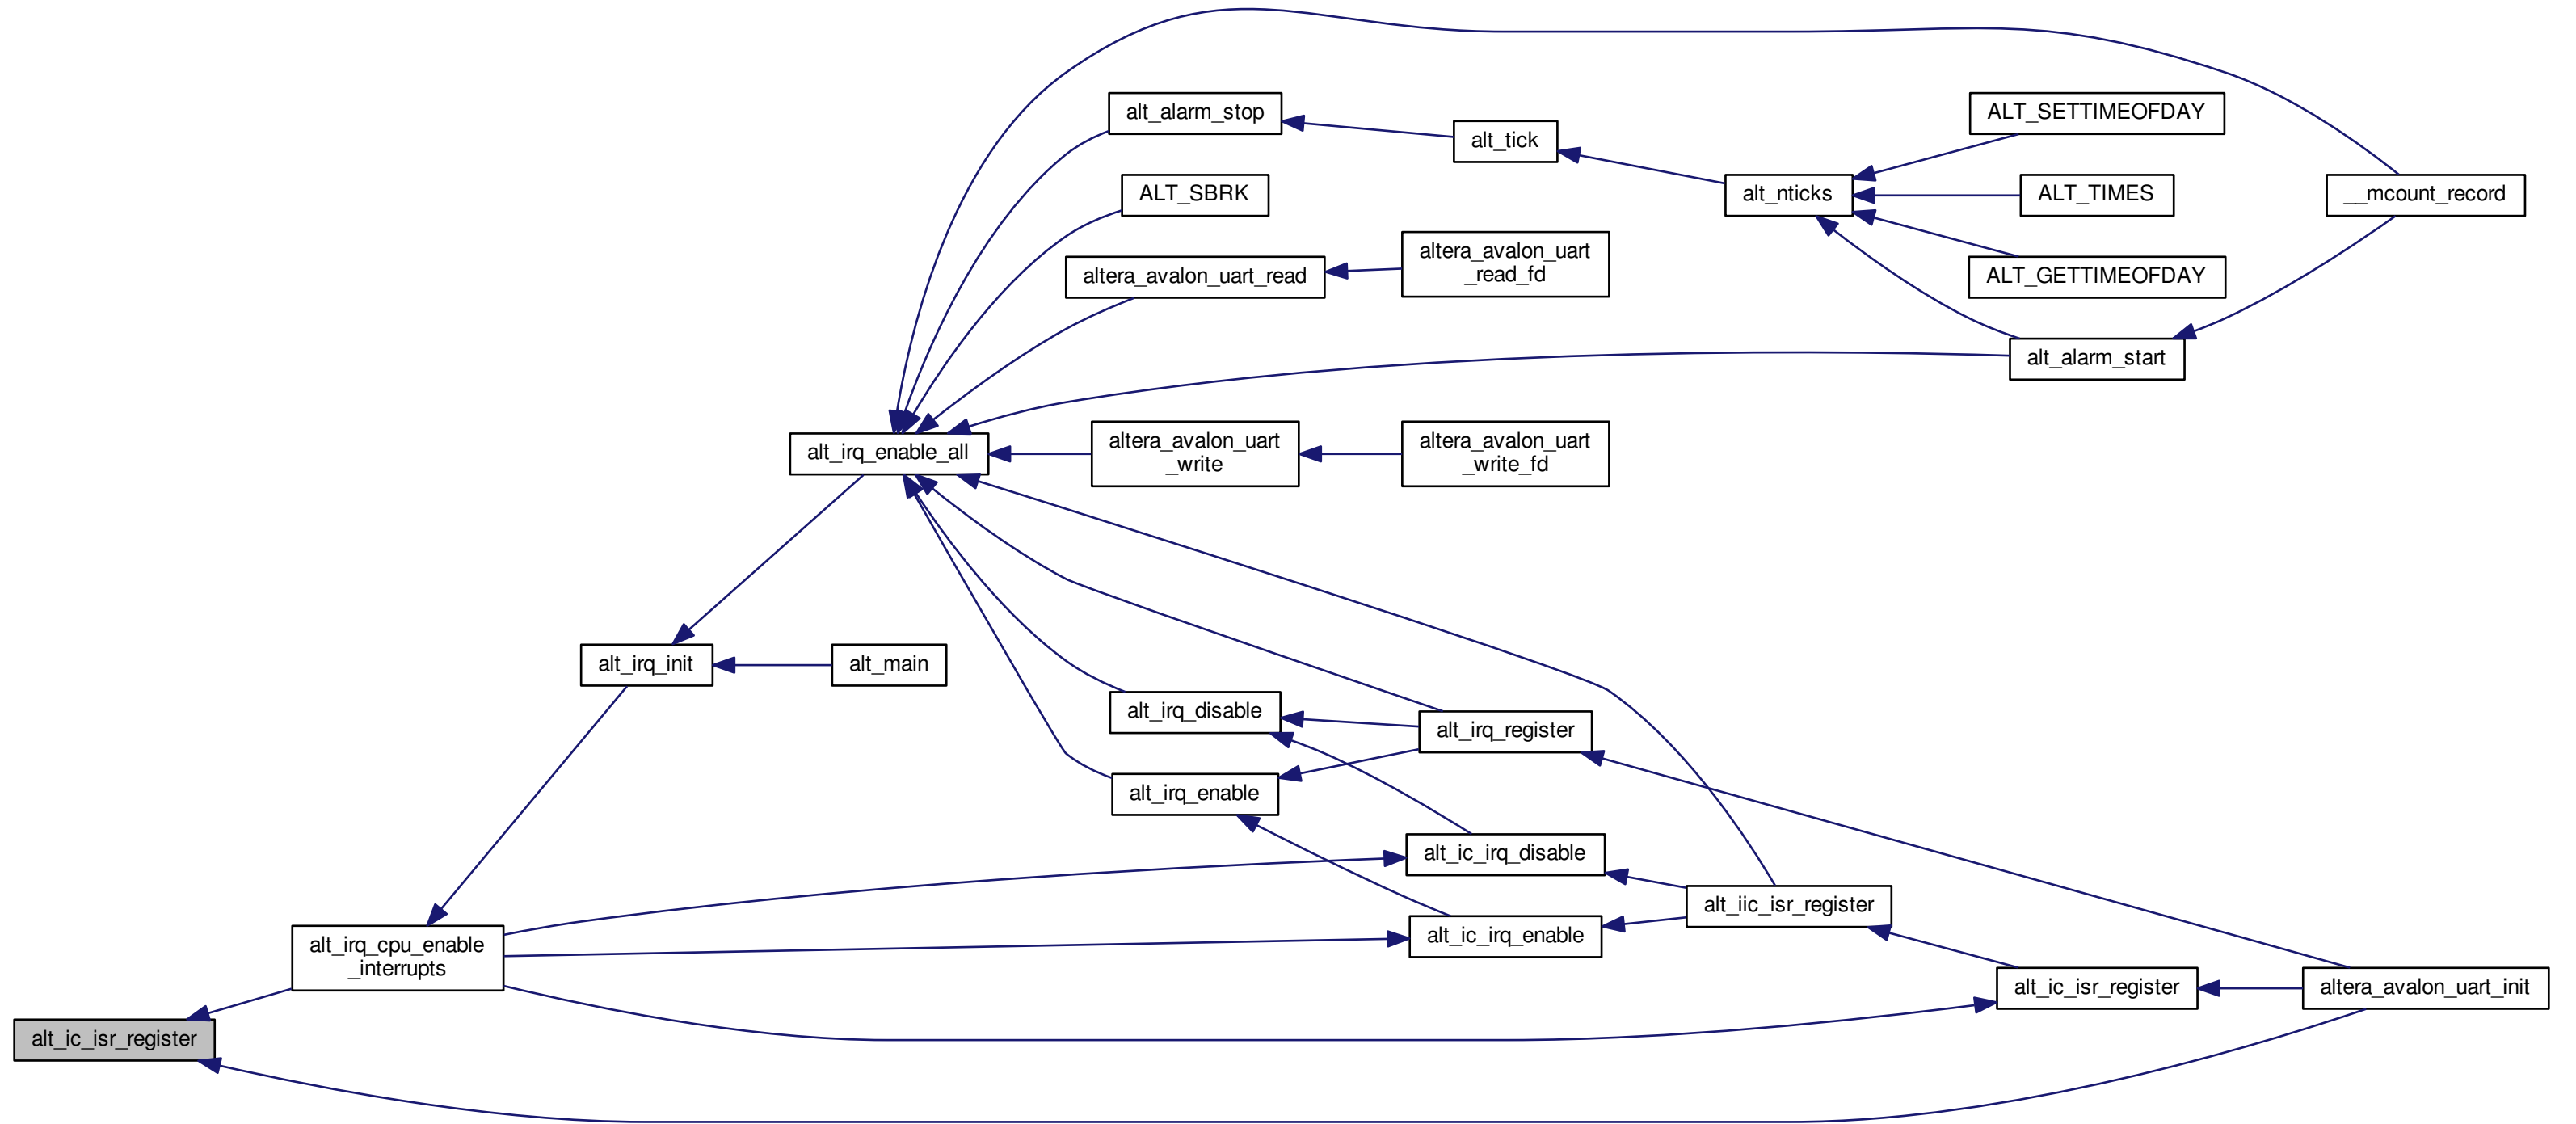 alt_alarm_stop
ALT_SETTIMEOFDAY
alt_tick
ALT_SBRK
alt_nticks
ALT_TIMES
__mcount_record
altera_avalon_uart_read
altera_avalon_uart
_read_fd
ALT_GETTIMEOFDAY
alt_alarm_start
alt_irq_enable_all
altera_avalon_uart
_write
altera_avalon_uart
_write_fd
alt_irq_init
alt_main
alt_irq_disable
alt_irq_register
alt_irq_enable
alt_ic_irq_disable
alt_iic_isr_register
alt_ic_irq_enable
alt_irq_cpu_enable
_interrupts
alt_ic_isr_register
altera_avalon_uart_init
alt_ic_isr_register